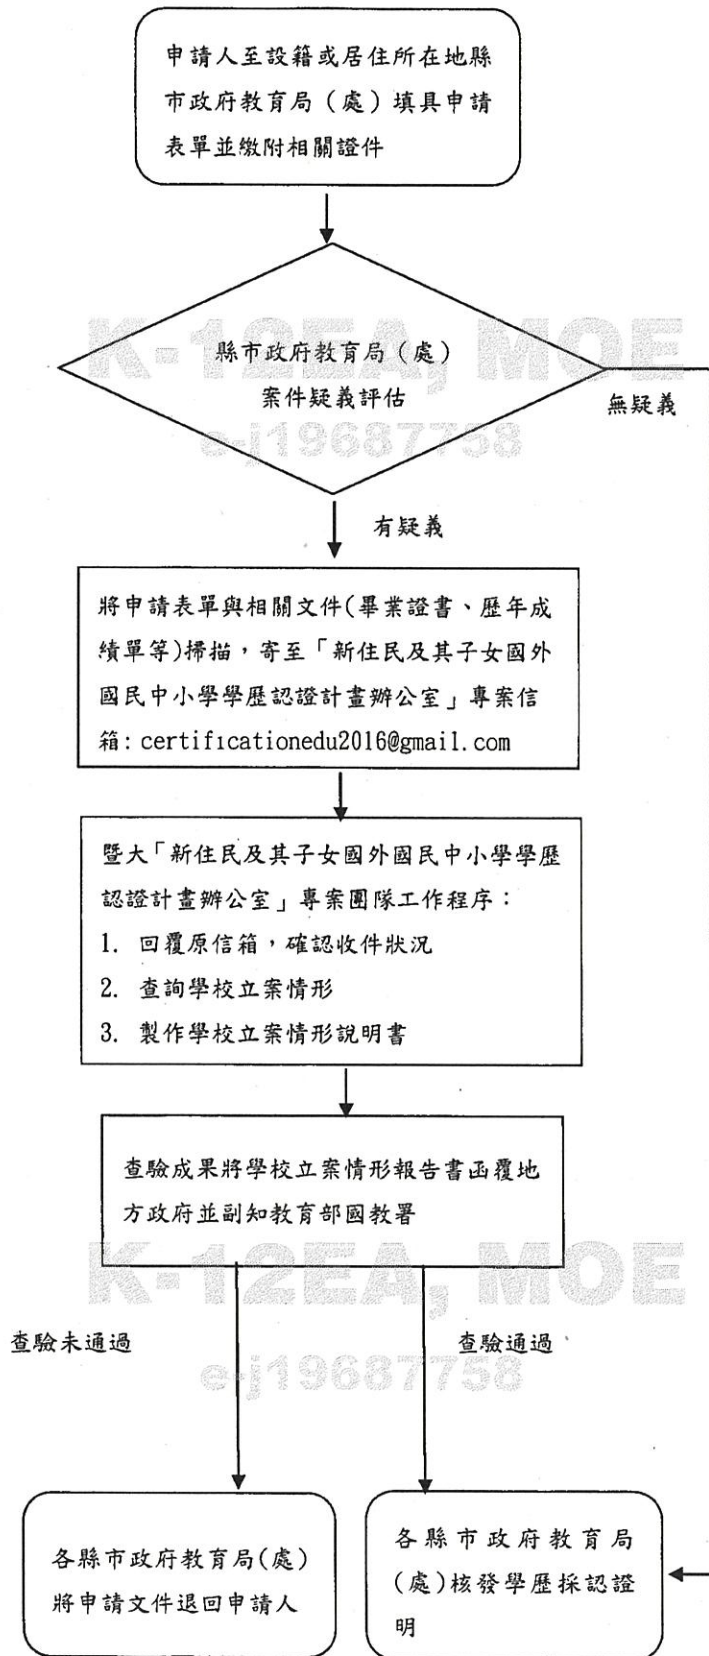 申請人至設籍或居住所在地縣
市政府教育局（處）填具申請
表單並繳附相關證件
K-12EA, MOE
縣市政府教育局（處）
案件疑義評估
無疑義
e-j19687758
有疑義
將申請表單與相關文件(畢業證書、歷年成
績單等)掃描，寄至「新住民及其子女國外
國民中小學學歷認證計畫辦公室」專案信
箱: certificationedu2016@gmail.com
暨大「新住民及其子女國外國民中小學學歷
認證計畫辦公室」專案團隊工作程序：
1. 回覆原信箱，確認收件狀況
2. 查詢學校立案情形
3. 製作學校立案情形說明書
查驗成果將學校立案情形報告書函覆地
方政府並副知教育部國教署
K-12EA, MOE
查驗未通過
查驗通過
e-j19687758
各縣市政府教育局(處)
將申請文件退回申請人
各縣市政府教育局
(處)核發學歷採認證
明